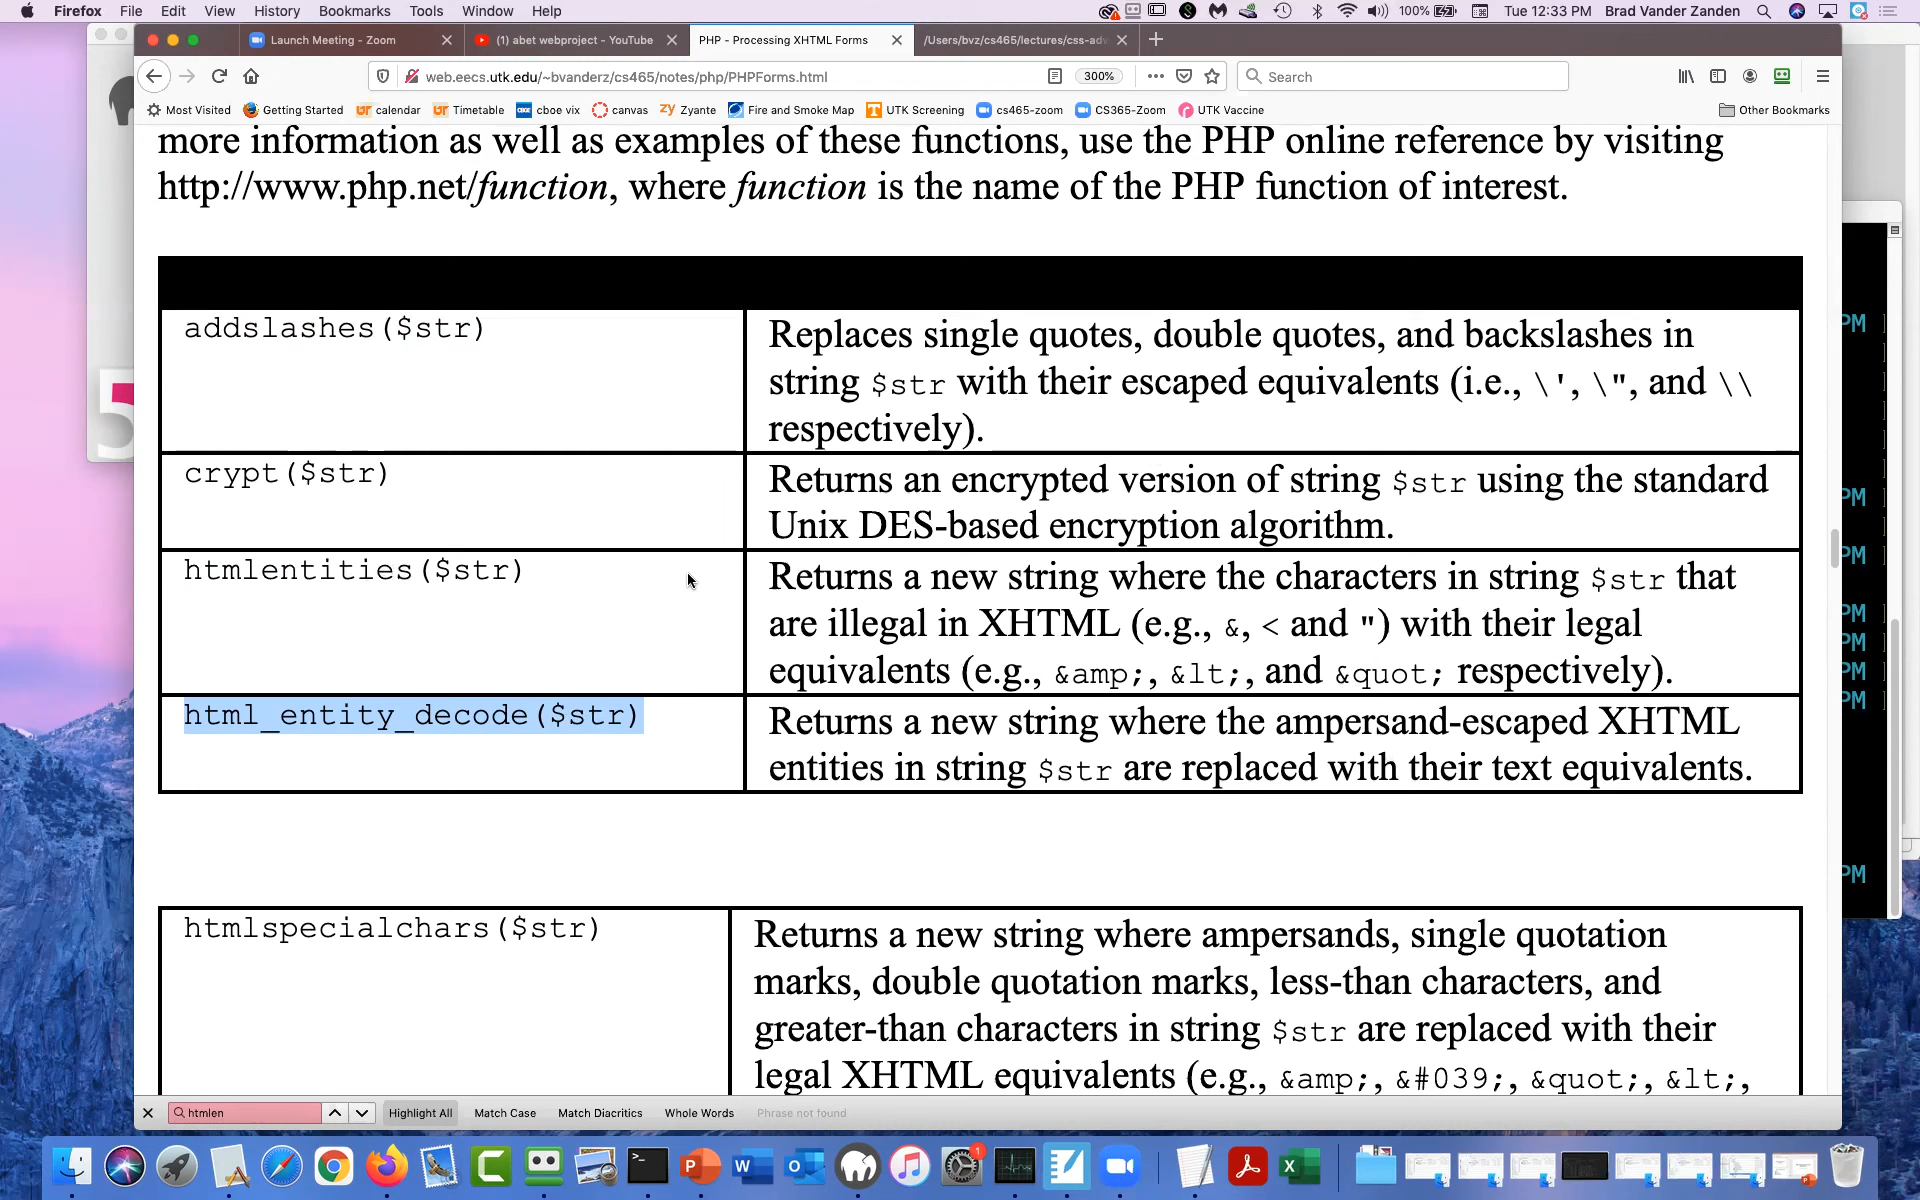 Firefox File Edit View History Bookmarks Tools Window Help 100% Tue 12:33 PM Brad Vander Zanden
Launch Meeting - Zoom (1) abet webproject - YouTube PHP - Processing XHTML Forms /Users/bvz/cs465/lectures/css-adv
web.eecs.utk.edu/~bvanderz/cs465/notes/php/PHPForms.html 300% Search
Most Visited Getting Started calendar Timetable cboe vix canvas Zyante Fire and Smoke Map UTK Screening cs465-zoom CS365-Zoom UTK Vaccine Other Bookmarks
more information as well as examples of these functions, use the PHP online reference by visiting
http://www.php.net/function, where function is the name of the PHP function of interest.
addslashes($str)
Replaces single quotes, double quotes, and backslashes in
string $str with their escaped equivalents (i.e., \', \", and \\
respectively).
crypt($str)
Returns an encrypted version of string $str using the standard
Unix DES-based encryption algorithm.
htmlentities($str)
Returns a new string where the characters in string $str that
are illegal in XHTML (e.g., &, < and ") with their legal
equivalents (e.g., &amp;, &lt;, and &quot; respectively).
html_entity_decode($str)
Returns a new string where the ampersand-escaped XHTML
entities in string $str are replaced with their text equivalents.
htmlspecialchars($str)
Returns a new string where ampersands, single quotation
marks, double quotation marks, less-than characters, and
greater-than characters in string $str are replaced with their
legal XHTML equivalents (e.g., &amp;, &#039;, &quot;, &lt;,
htmlen Highlight All Match Case Match Diacritics Whole Words Phrase not found
5
PM
PM
PM
PM
PM
PM
PM
PM